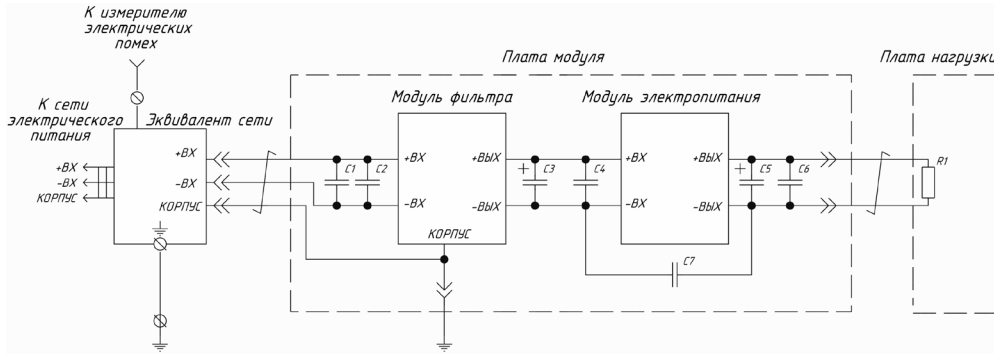 К измерителю
электрических
помех
К сети
электрического
питания
Эквивалент сети
+ВХ
-ВХ
КОРПУС
+ВХ
-ВХ
КОРПУС
Плата модуля
Модуль фильтра
C1
C2
+ВХ
-ВХ
+ВЫХ
-ВЫХ
КОРПУС
+
C3
C4
Модуль электропитания
+ВХ
-ВХ
+ВЫХ
-ВЫХ
+
C5
C6
C7
Плата нагрузки
R1